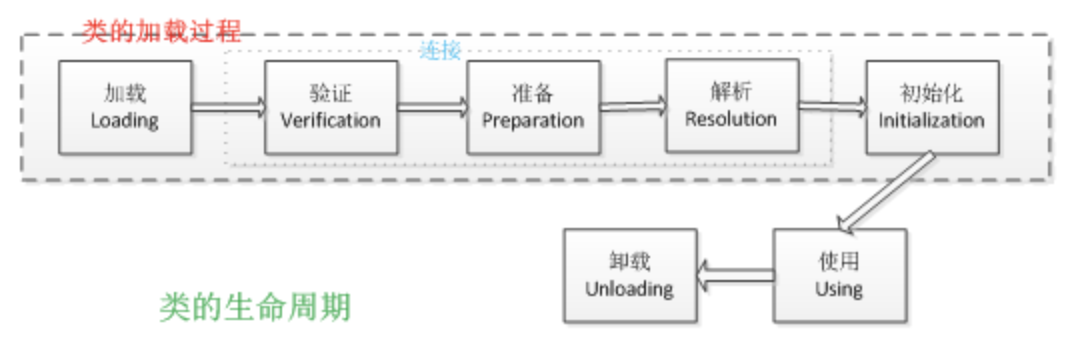 类的加载过程
连接
加载
Loading
验证
Verification
准备
Preparation
解析
Resolution
初始化
Initialization
卸载
Unloading
使用
Using
类的生命周期